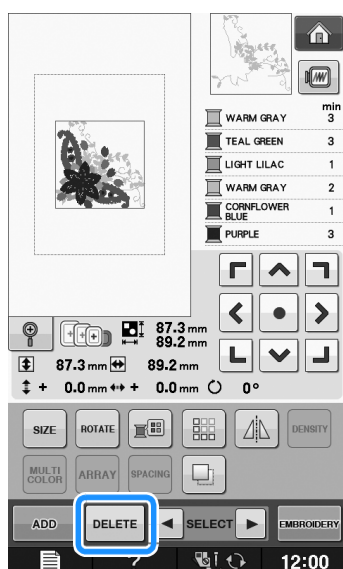 min
WARM GRAY 3
TEAL GREEN 3
LIGHT LILAC 1
WARM GRAY 2
CORNFLOWER BLUE 1
PURPLE 3
87.3 mm
89.2 mm
87.3 mm 89.2 mm
+ 0.0 mm + 0.0 mm 0°
SIZE ROTATE DENSITY
MULTI COLOR ARRAY SPACING
ADD DELETE SELECT EMBROIDERY
? 12:00